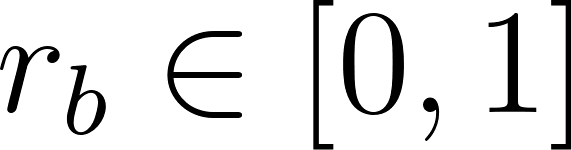 r_b ∈ [0, 1]